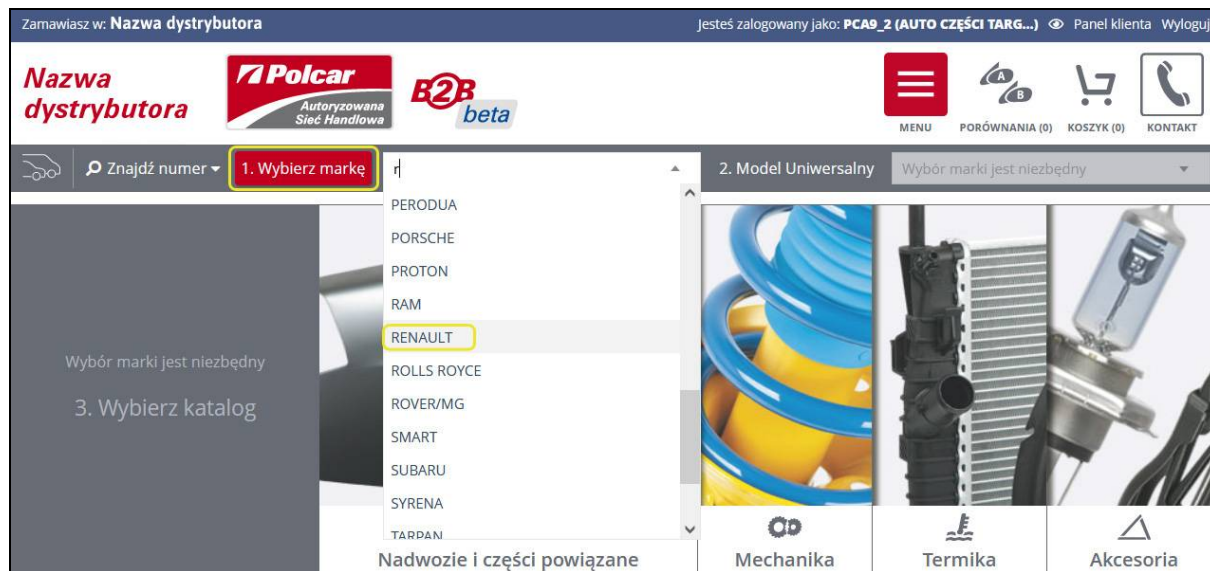 Zamawiasz w: Nazwa dystrybutora
Jesteś zalogowany jako: PCA9_2 (AUTO CZĘŚCI TARG...) Panel klienta Wyloguj
Nazwa
dystrybutora
Polcar
Autoryzowana
Sieć Handlowa
B2B
beta
A
B
MENU PORÓWNANIA (0) KOSZYK (0) KONTAKT
Znajdź numer 1. Wybierz markę r 2. Model Uniwersalny Wybór marki jest niezbędny
PERODUA
PORSCHE
PROTON
RAM
RENAULT
ROLLS ROYCE
ROVER/MG
SMART
SUBARU
SYRENA
TARPAN
Wybór marki jest niezbędny
3. Wybierz katalog
Nadwozie i części powiązane
Mechanika
Termika
Akcesoria